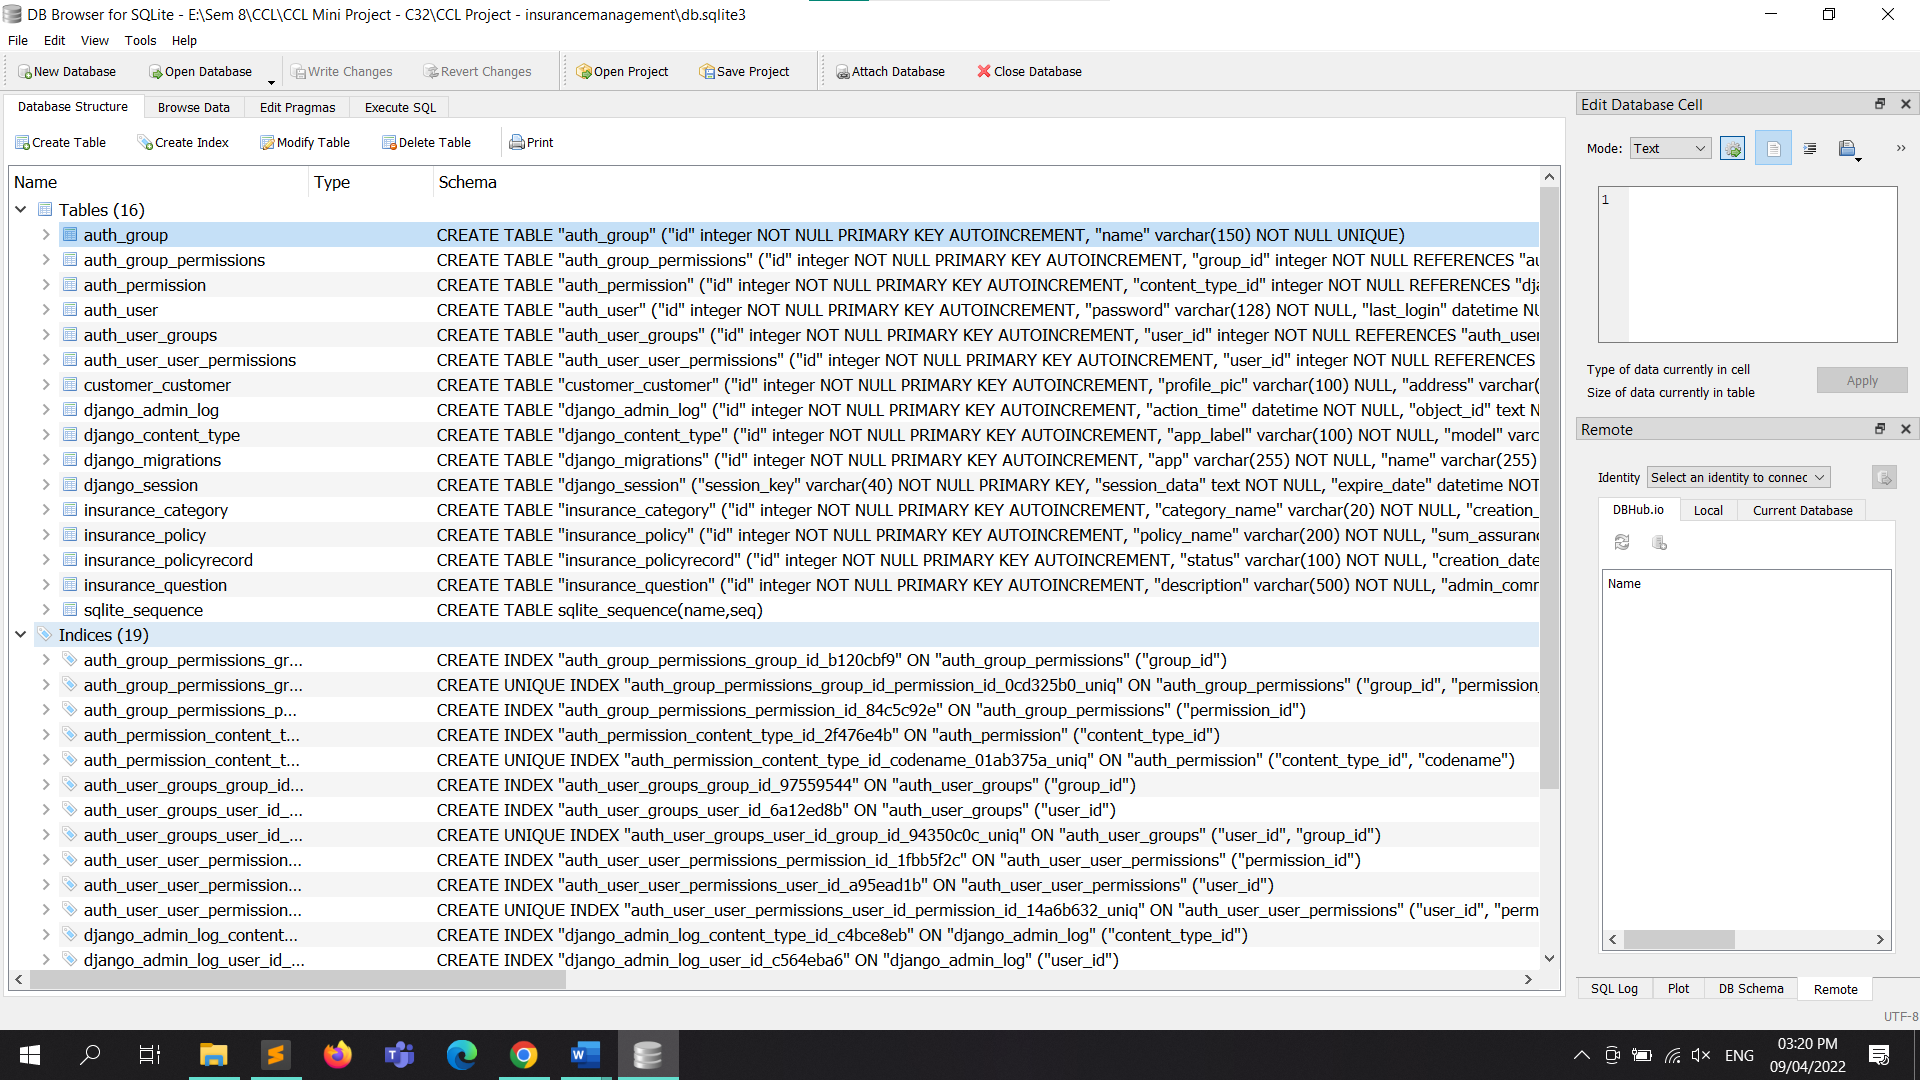 DB Browser for SQLite - E:\Sem 8\CCL\CCL Mini Project - C32\CCL Project - insurancemanagement\db.sqlite3
File Edit View Tools Help
New Database Open Database Write Changes Revert Changes Open Project Save Project Attach Database Close Database
Database Structure Browse Data Edit Pragmas Execute SQL
Create Table Create Index Modify Table Delete Table Print
Name Type Schema
Tables (16)
auth_group CREATE TABLE "auth_group" ("id" integer NOT NULL PRIMARY KEY AUTOINCREMENT, "name" varchar(150) NOT NULL UNIQUE)
auth_group_permissions CREATE TABLE "auth_group_permissions" ("id" integer NOT NULL PRIMARY KEY AUTOINCREMENT, "group_id" integer NOT NULL REFERENCES "au
auth_permission CREATE TABLE "auth_permission" ("id" integer NOT NULL PRIMARY KEY AUTOINCREMENT, "content_type_id" integer NOT NULL REFERENCES "dja
auth_user CREATE TABLE "auth_user" ("id" integer NOT NULL PRIMARY KEY AUTOINCREMENT, "password" varchar(128) NOT NULL, "last_login" datetime NU
auth_user_groups CREATE TABLE "auth_user_groups" ("id" integer NOT NULL PRIMARY KEY AUTOINCREMENT, "user_id" integer NOT NULL REFERENCES "auth_user
auth_user_user_permissions CREATE TABLE "auth_user_user_permissions" ("id" integer NOT NULL PRIMARY KEY AUTOINCREMENT, "user_id" integer NOT NULL REFERENCES
customer_customer CREATE TABLE "customer_customer" ("id" integer NOT NULL PRIMARY KEY AUTOINCREMENT, "profile_pic" varchar(100) NULL, "address" varchar(
django_admin_log CREATE TABLE "django_admin_log" ("id" integer NOT NULL PRIMARY KEY AUTOINCREMENT, "action_time" datetime NOT NULL, "object_id" text N
django_content_type CREATE TABLE "django_content_type" ("id" integer NOT NULL PRIMARY KEY AUTOINCREMENT, "app_label" varchar(100) NOT NULL, "model" varc
django_migrations CREATE TABLE "django_migrations" ("id" integer NOT NULL PRIMARY KEY AUTOINCREMENT, "app" varchar(255) NOT NULL, "name" varchar(255)
django_session CREATE TABLE "django_session" ("session_key" varchar(40) NOT NULL PRIMARY KEY, "session_data" text NOT NULL, "expire_date" datetime NOT
insurance_category CREATE TABLE "insurance_category" ("id" integer NOT NULL PRIMARY KEY AUTOINCREMENT, "category_name" varchar(20) NOT NULL, "creation_
insurance_policy CREATE TABLE "insurance_policy" ("id" integer NOT NULL PRIMARY KEY AUTOINCREMENT, "policy_name" varchar(200) NOT NULL, "sum_assuranc
insurance_policyrecord CREATE TABLE "insurance_policyrecord" ("id" integer NOT NULL PRIMARY KEY AUTOINCREMENT, "status" varchar(100) NOT NULL, "creation_date
insurance_question CREATE TABLE "insurance_question" ("id" integer NOT NULL PRIMARY KEY AUTOINCREMENT, "description" varchar(500) NOT NULL, "admin_comr
sqlite_sequence CREATE TABLE sqlite_sequence(name,seq)
Indices (19)
auth_group_permissions_gr... CREATE INDEX "auth_group_permissions_group_id_b120cbf9" ON "auth_group_permissions" ("group_id")
auth_group_permissions_gr... CREATE UNIQUE INDEX "auth_group_permissions_group_id_permission_id_0cd325b0_uniq" ON "auth_group_permissions" ("group_id", "permission_
auth_group_permissions_p... CREATE INDEX "auth_group_permissions_permission_id_84c5c92e" ON "auth_group_permissions" ("permission_id")
auth_permission_content_t... CREATE INDEX "auth_permission_content_type_id_2f476e4b" ON "auth_permission" ("content_type_id")
auth_permission_content_t... CREATE UNIQUE INDEX "auth_permission_content_type_id_codename_01ab375a_uniq" ON "auth_permission" ("content_type_id", "codename")
auth_user_groups_group_id... CREATE INDEX "auth_user_groups_group_id_97559544" ON "auth_user_groups" ("group_id")
auth_user_groups_user_id_... CREATE INDEX "auth_user_groups_user_id_6a12ed8b" ON "auth_user_groups" ("user_id")
auth_user_groups_user_id_... CREATE UNIQUE INDEX "auth_user_groups_user_id_group_id_94350c0c_uniq" ON "auth_user_groups" ("user_id", "group_id")
auth_user_user_permission... CREATE INDEX "auth_user_user_permissions_permission_id_1fbb5f2c" ON "auth_user_user_permissions" ("permission_id")
auth_user_user_permission... CREATE INDEX "auth_user_user_permissions_user_id_a95ead1b" ON "auth_user_user_permissions" ("user_id")
auth_user_user_permission... CREATE UNIQUE INDEX "auth_user_user_permissions_user_id_permission_id_14a6b632_uniq" ON "auth_user_user_permissions" ("user_id", "perm
django_admin_log_content... CREATE INDEX "django_admin_log_content_type_id_c4bce8eb" ON "django_admin_log" ("content_type_id")
django_admin_log_user_id_... CREATE INDEX "django_admin_log_user_id_c564eba6" ON "django_admin_log" ("user_id")
Edit Database Cell
Mode: Text
1
Type of data currently in cell
Size of data currently in table
Apply
Remote
Identity Select an identity to connec
DBHub.io Local Current Database
Name
SQL Log Plot DB Schema Remote
UTF-8
ENG
03:20 PM
09/04/2022